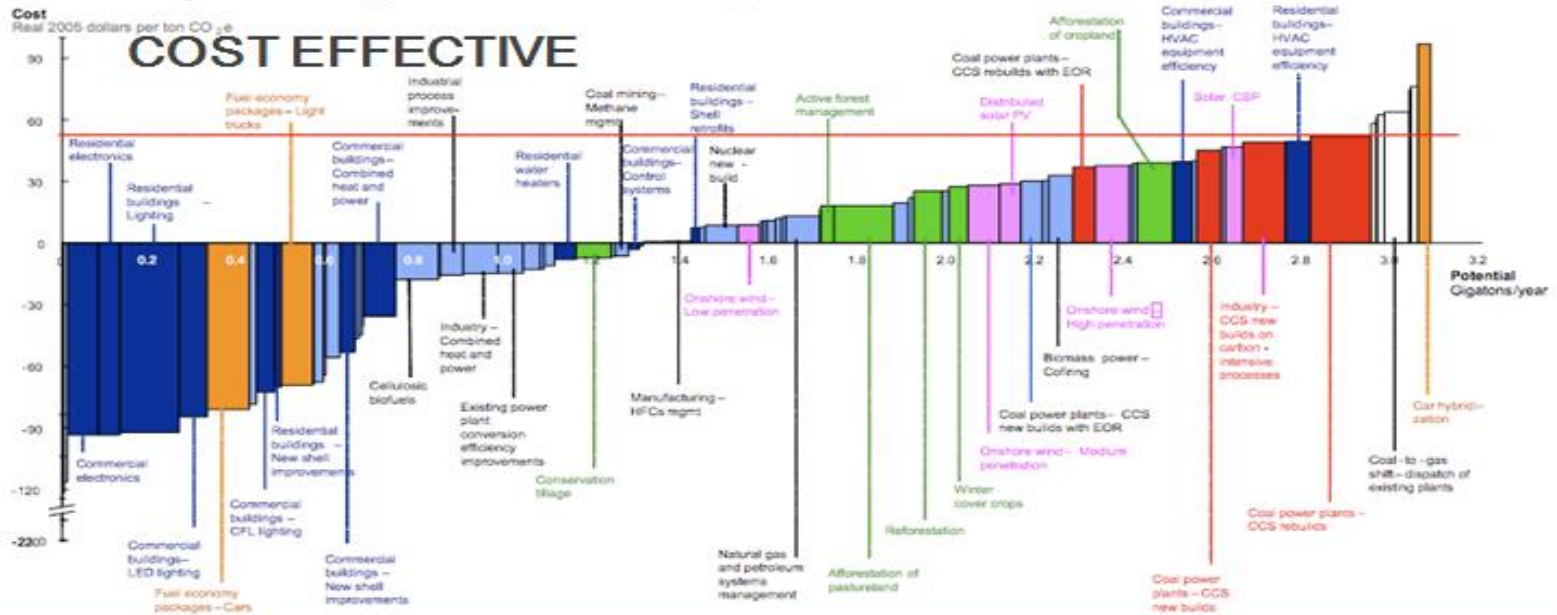 Cost
Real 2005 dollars per ton CO2e
COST EFFECTIVE
90
60
30
0
-30
-60
-90
-120
-2200
0.2
0.4
0.6
0.8
1.0
1.2
1.4
1.6
1.8
2.0
2.2
2.4
2.6
2.8
3.0
3.2
Potential
Gigatons/year
Residential
electronics
Residential
buildings –
Lighting
Fuel economy
packages – Light
trucks
Commercial
buildings –
Combined
heat and
power
Industrial
process
improve-
ments
Residential
water
heaters
Coal mining –
Methane
mgmt
Commercial
buildings –
Control
systems
Residential
buildings –
Shell
retrofits
Nuclear
new -
build
Active forest
management
Coal power plants –
CCS rebuilds with EOR
Distributed
solar PV
Afforestation
of cropland
Commercial
buildings –
HVAC
equipment
efficiency
Solar CSP
Residential
buildings –
HVAC
equipment
efficiency
Commercial
electronics
Commercial
buildings –
LED lighting
Fuel economy
packages – Cars
Commercial
buildings –
CFL lighting
Residential
buildings –
New shell
improvements
Commercial
buildings –
New shell
improvements
Cellulosic
biofuels
Industry –
Combined
heat and
power
Existing power
plant
conversion
efficiency
improvements
Conservation
tillage
Manufacturing –
HFCs mgmt
Onshore wind –
Low penetration
Natural gas
and petroleum
systems
management
Afforestation of
pastureland
Reforestation
Winter
cover crops
Onshore wind – Medium
penetration
Coal power plants – CCS
new builds with EOR
Biomass power –
Cofiring
Onshore wind
High penetration
Coal power
plants – CCS
new builds
Industry –
CCS new
builds on
carbon -
intensive
processes
Coal power plants –
CCS rebuilds
Coal -to -gas
shift – dispatch of
existing plants
Car hybridi-
zation